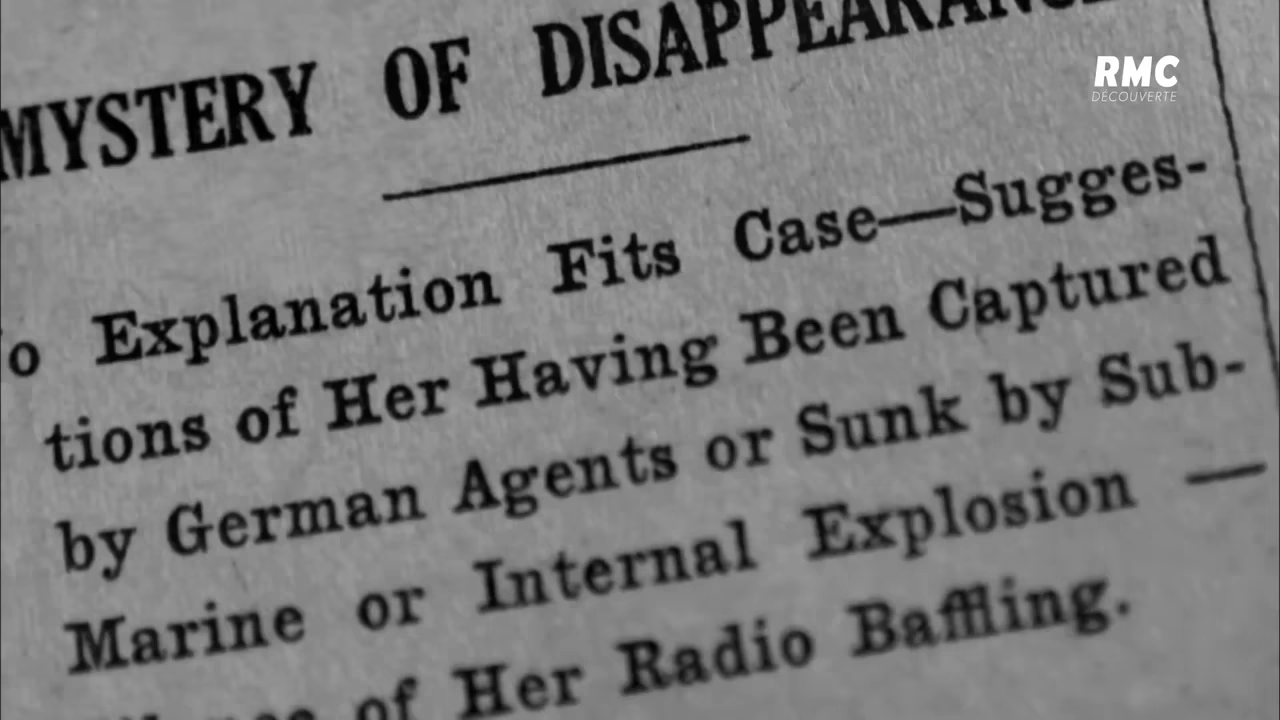 MYSTERY OF DISAPPEARANC
RMC
DÉCOUVERTE
o Explanation Fits Case—Sugges-
tions of Her Having Been Captured
by German Agents or Sunk by Sub-
Marine or Internal Explosion —
of Her Radio Baffling.